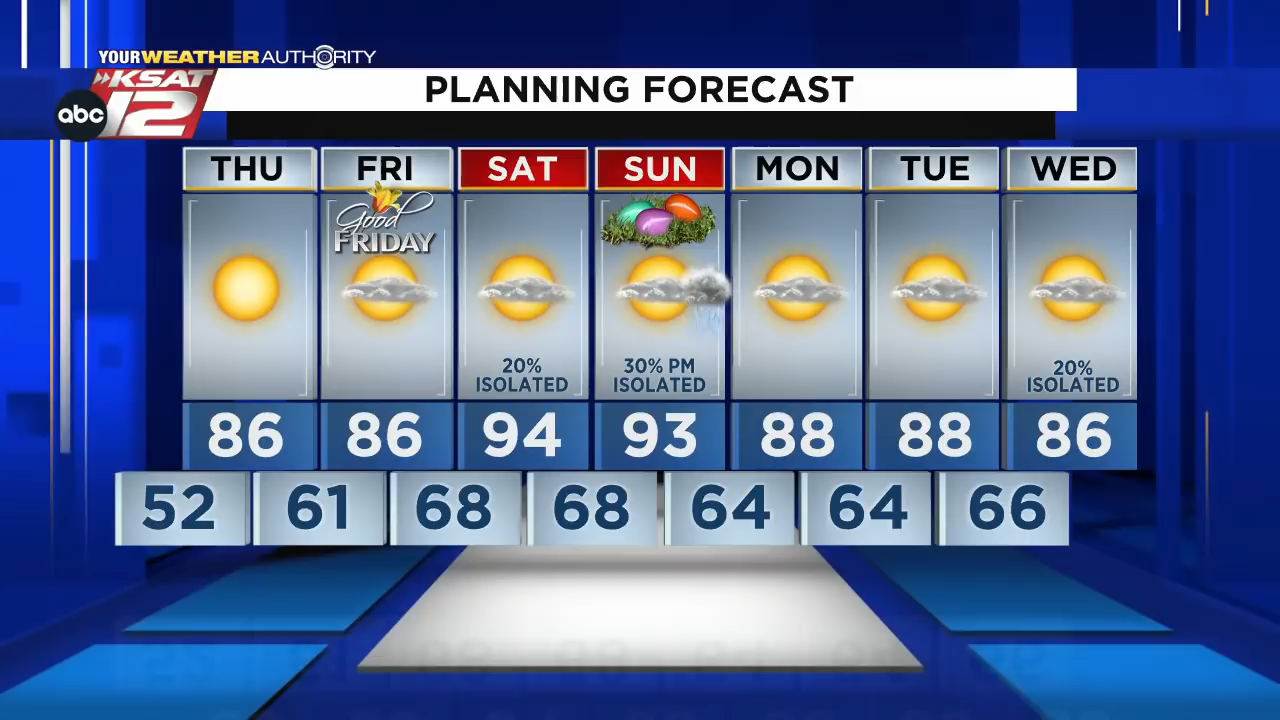 YOURWEATHERAUTHORITY
KSAT
abc 12
PLANNING FORECAST
THU FRI SAT SUN MON TUE WED
Good
FRIDAY
20% 30% PM 20%
ISOLATED ISOLATED ISOLATED
86 86 94 93 88 88 86
52 61 68 68 64 64 66